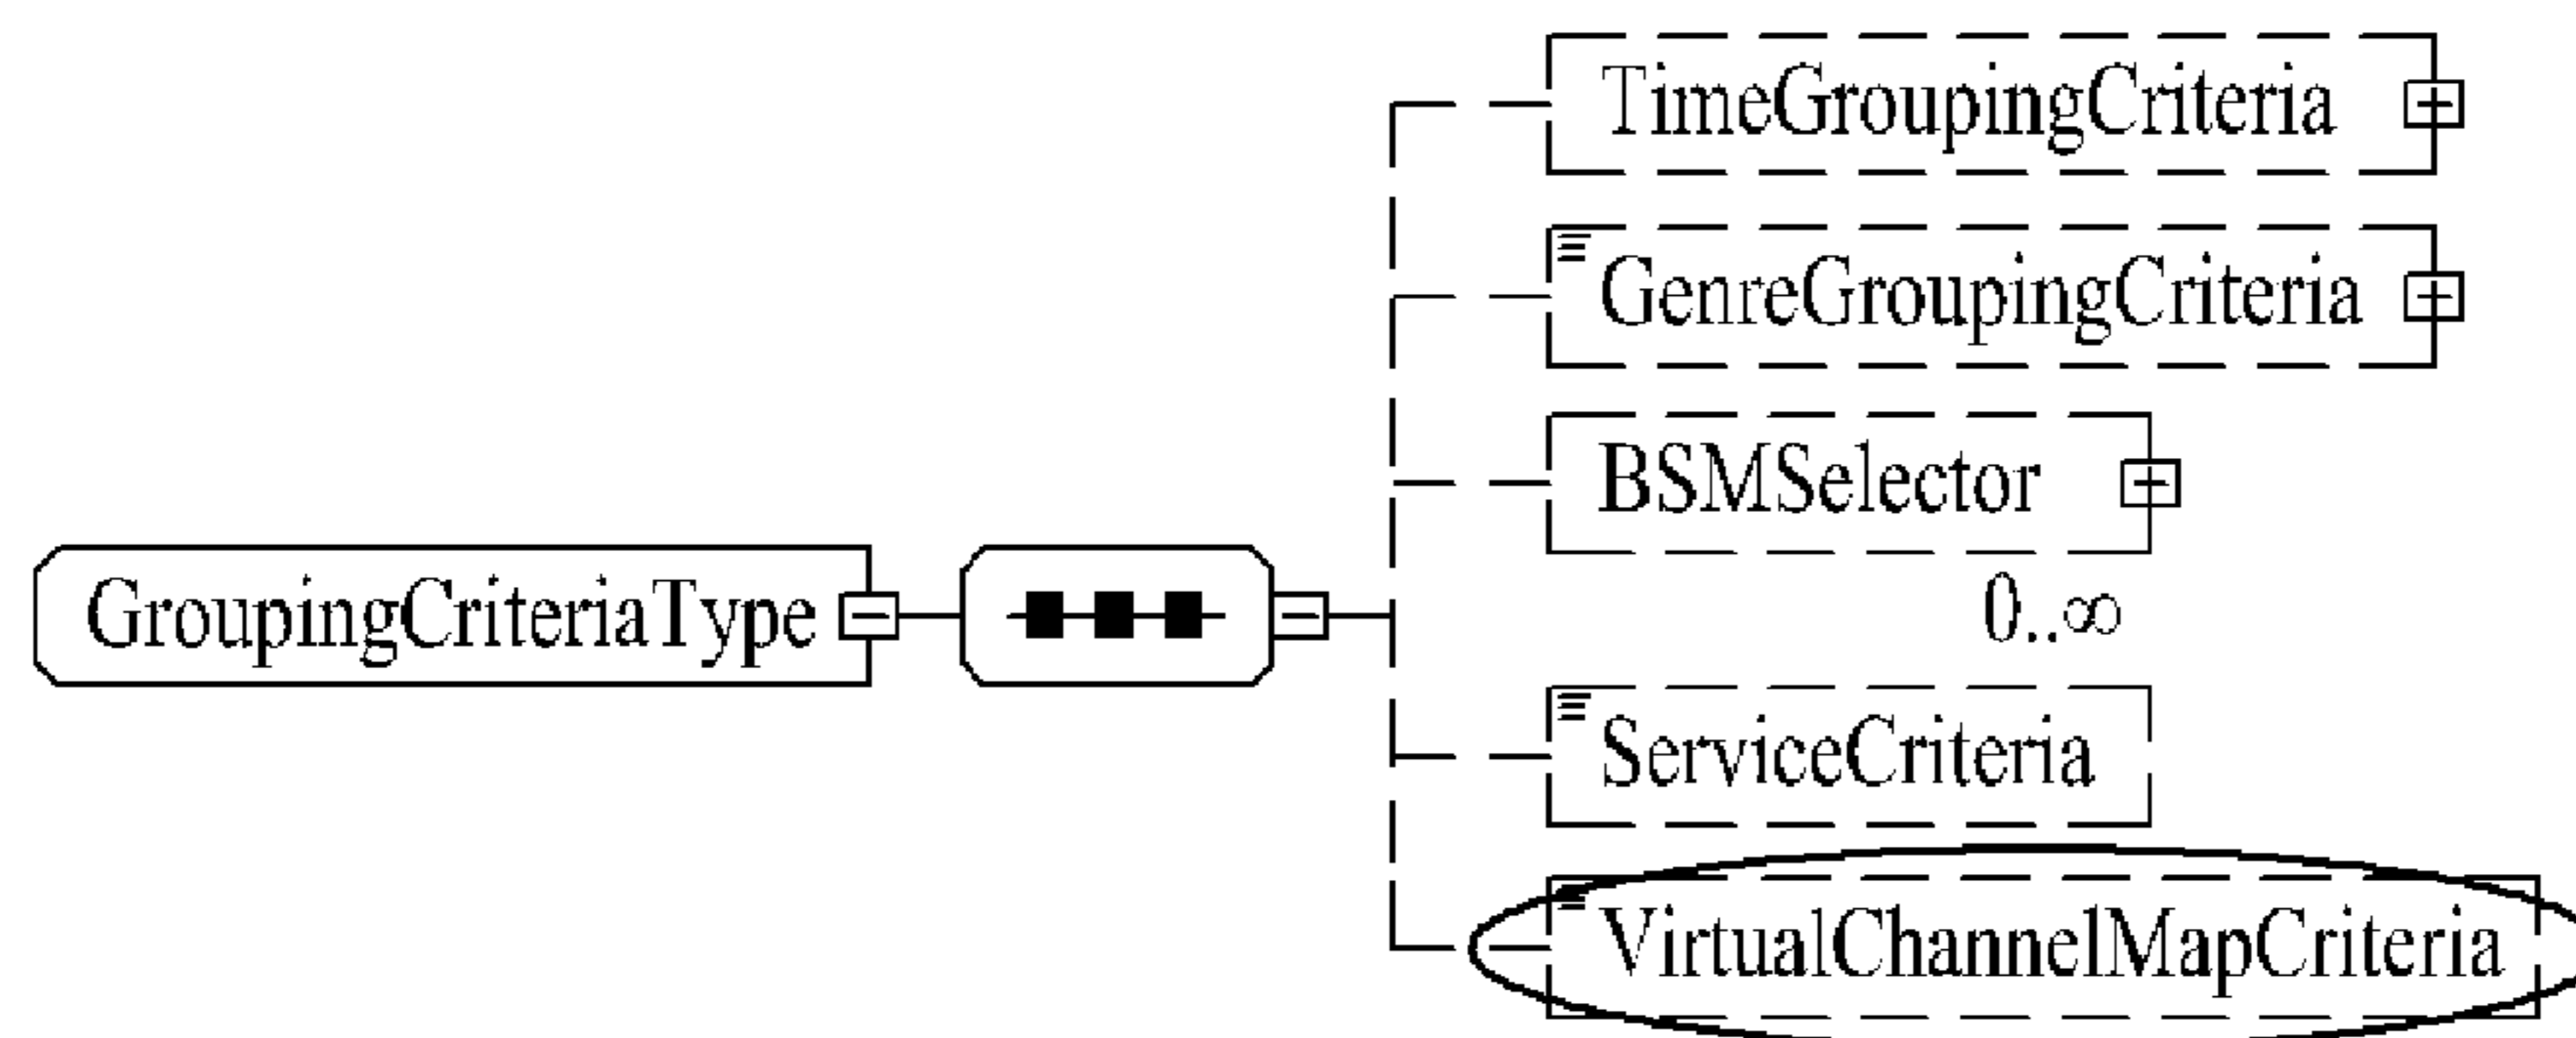 TimeGroupingCriteria
GenreGroupingCriteria
BSMSelector
GroupingCriteriaType
0..∞
ServiceCriteria
VirtualChannelMapCriteria